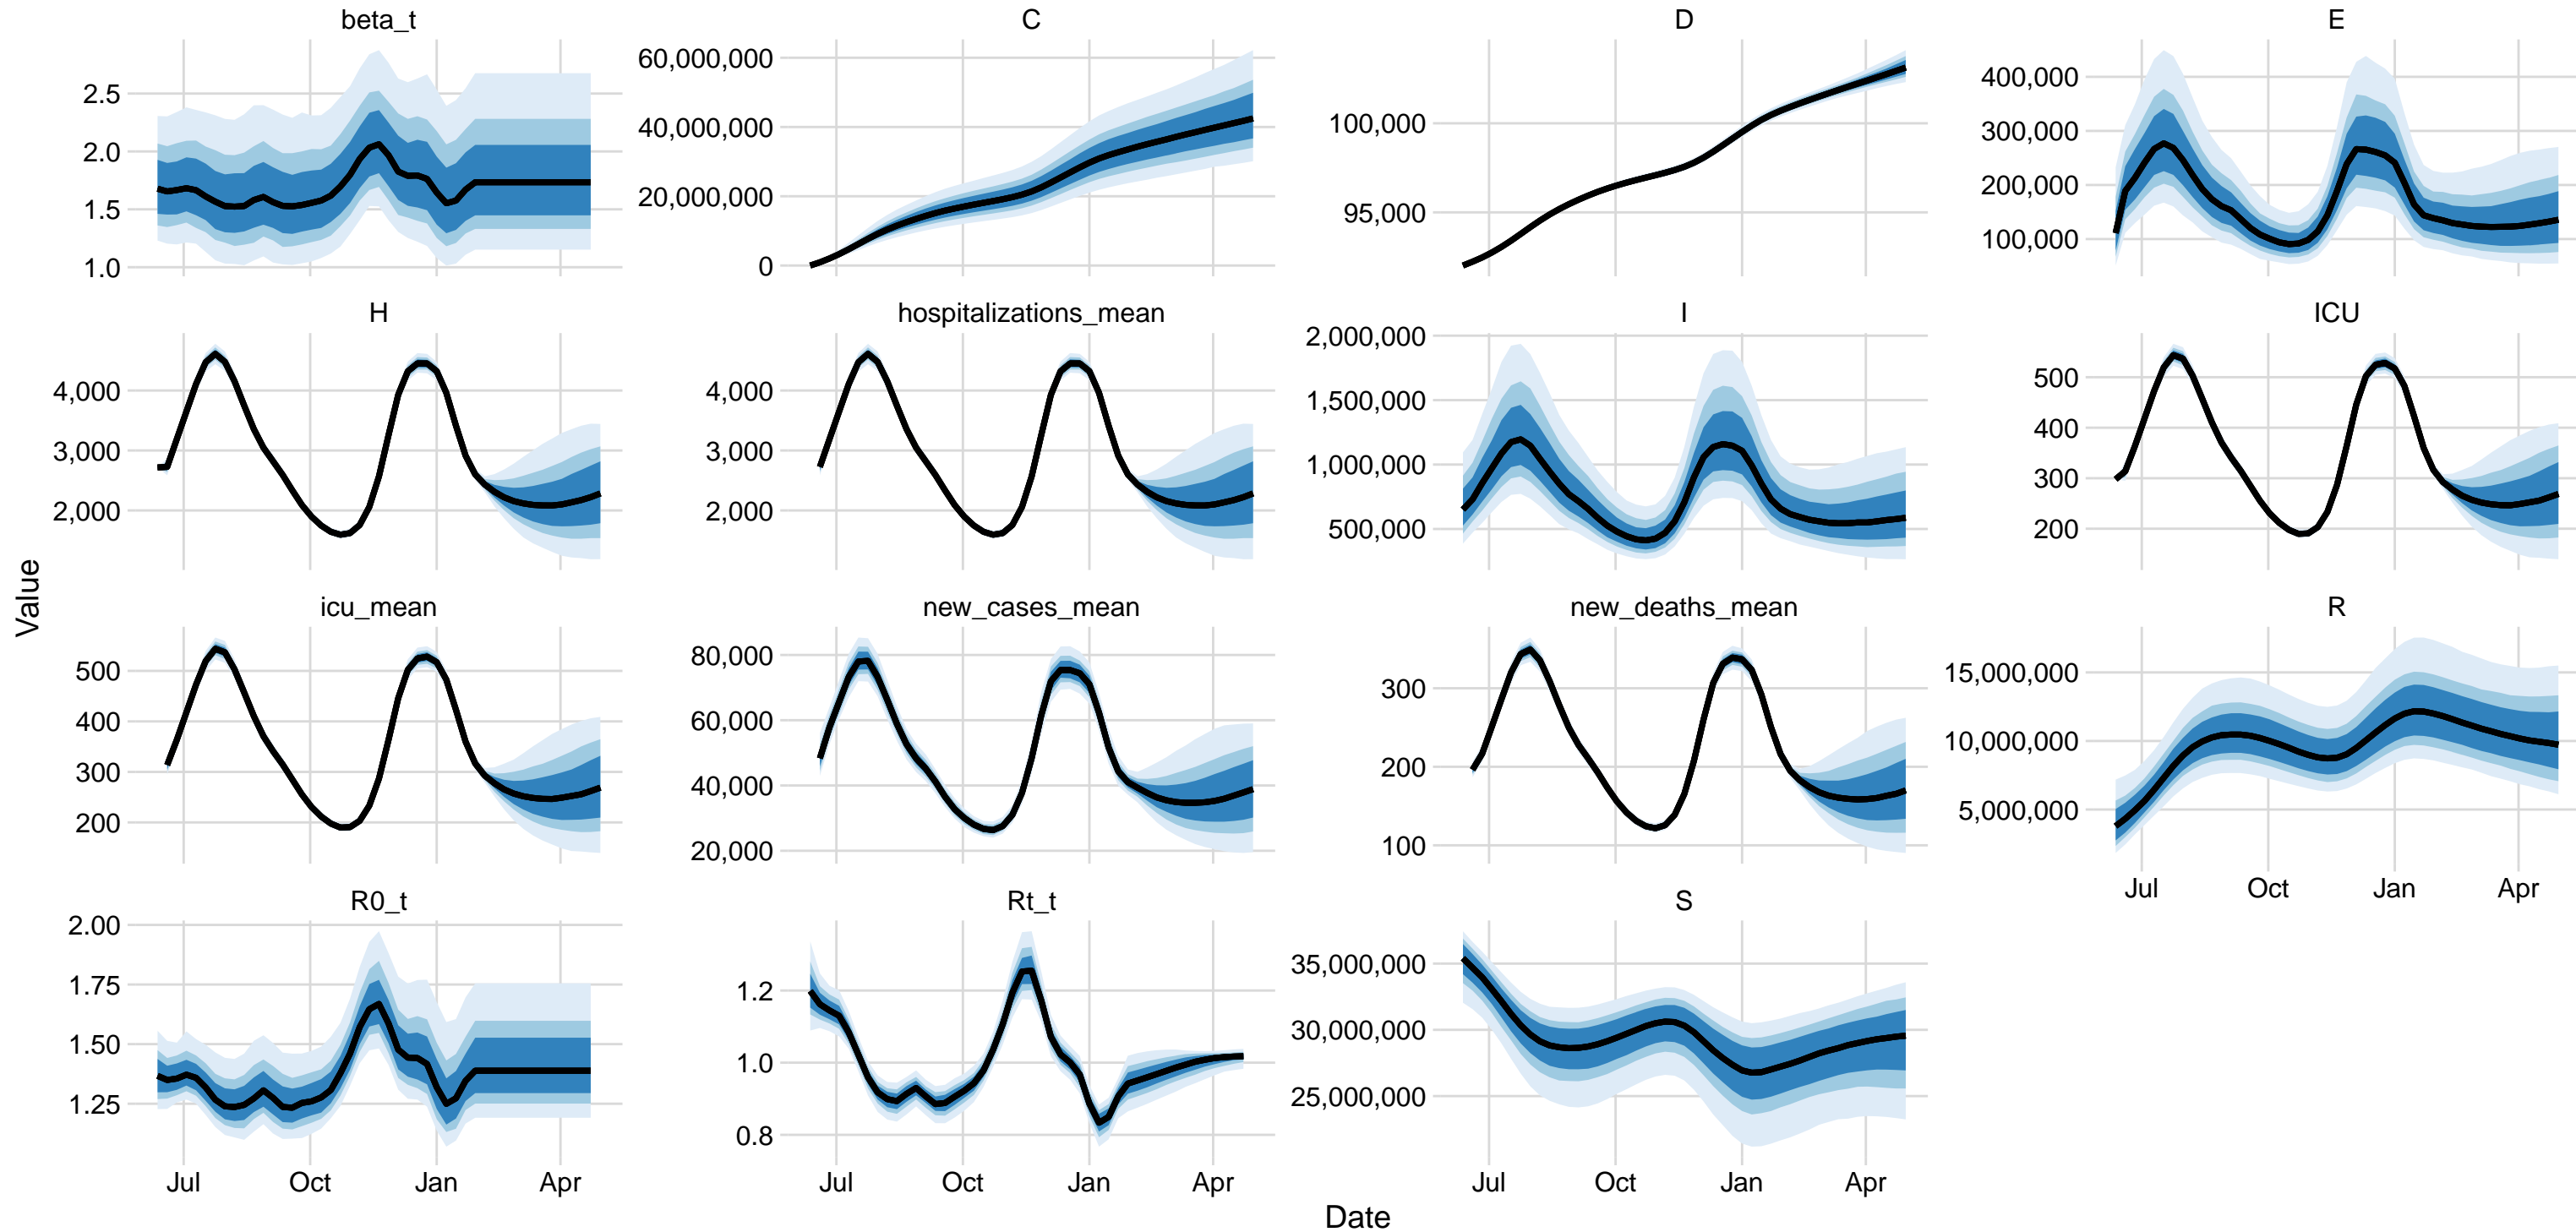 beta_t
C
D
E
2.5
2.0
1.5
1.0
60,000,000
40,000,000
20,000,000
0
100,000
95,000
400,000
300,000
200,000
100,000
H
hospitalizations_mean
I
ICU
4,000
3,000
2,000
4,000
3,000
2,000
2,000,000
1,500,000
1,000,000
500,000
500
400
300
200
Value
icu_mean
new_cases_mean
new_deaths_mean
R
500
400
300
200
80,000
60,000
40,000
20,000
300
200
100
15,000,000
10,000,000
5,000,000
Jul Oct Jan Apr
R0_t
Rt_t
S
2.00
1.75
1.50
1.25
1.2
1.0
0.8
35,000,000
30,000,000
25,000,000
Jul Oct Jan Apr
Jul Oct Jan Apr
Jul Oct Jan Apr
Date